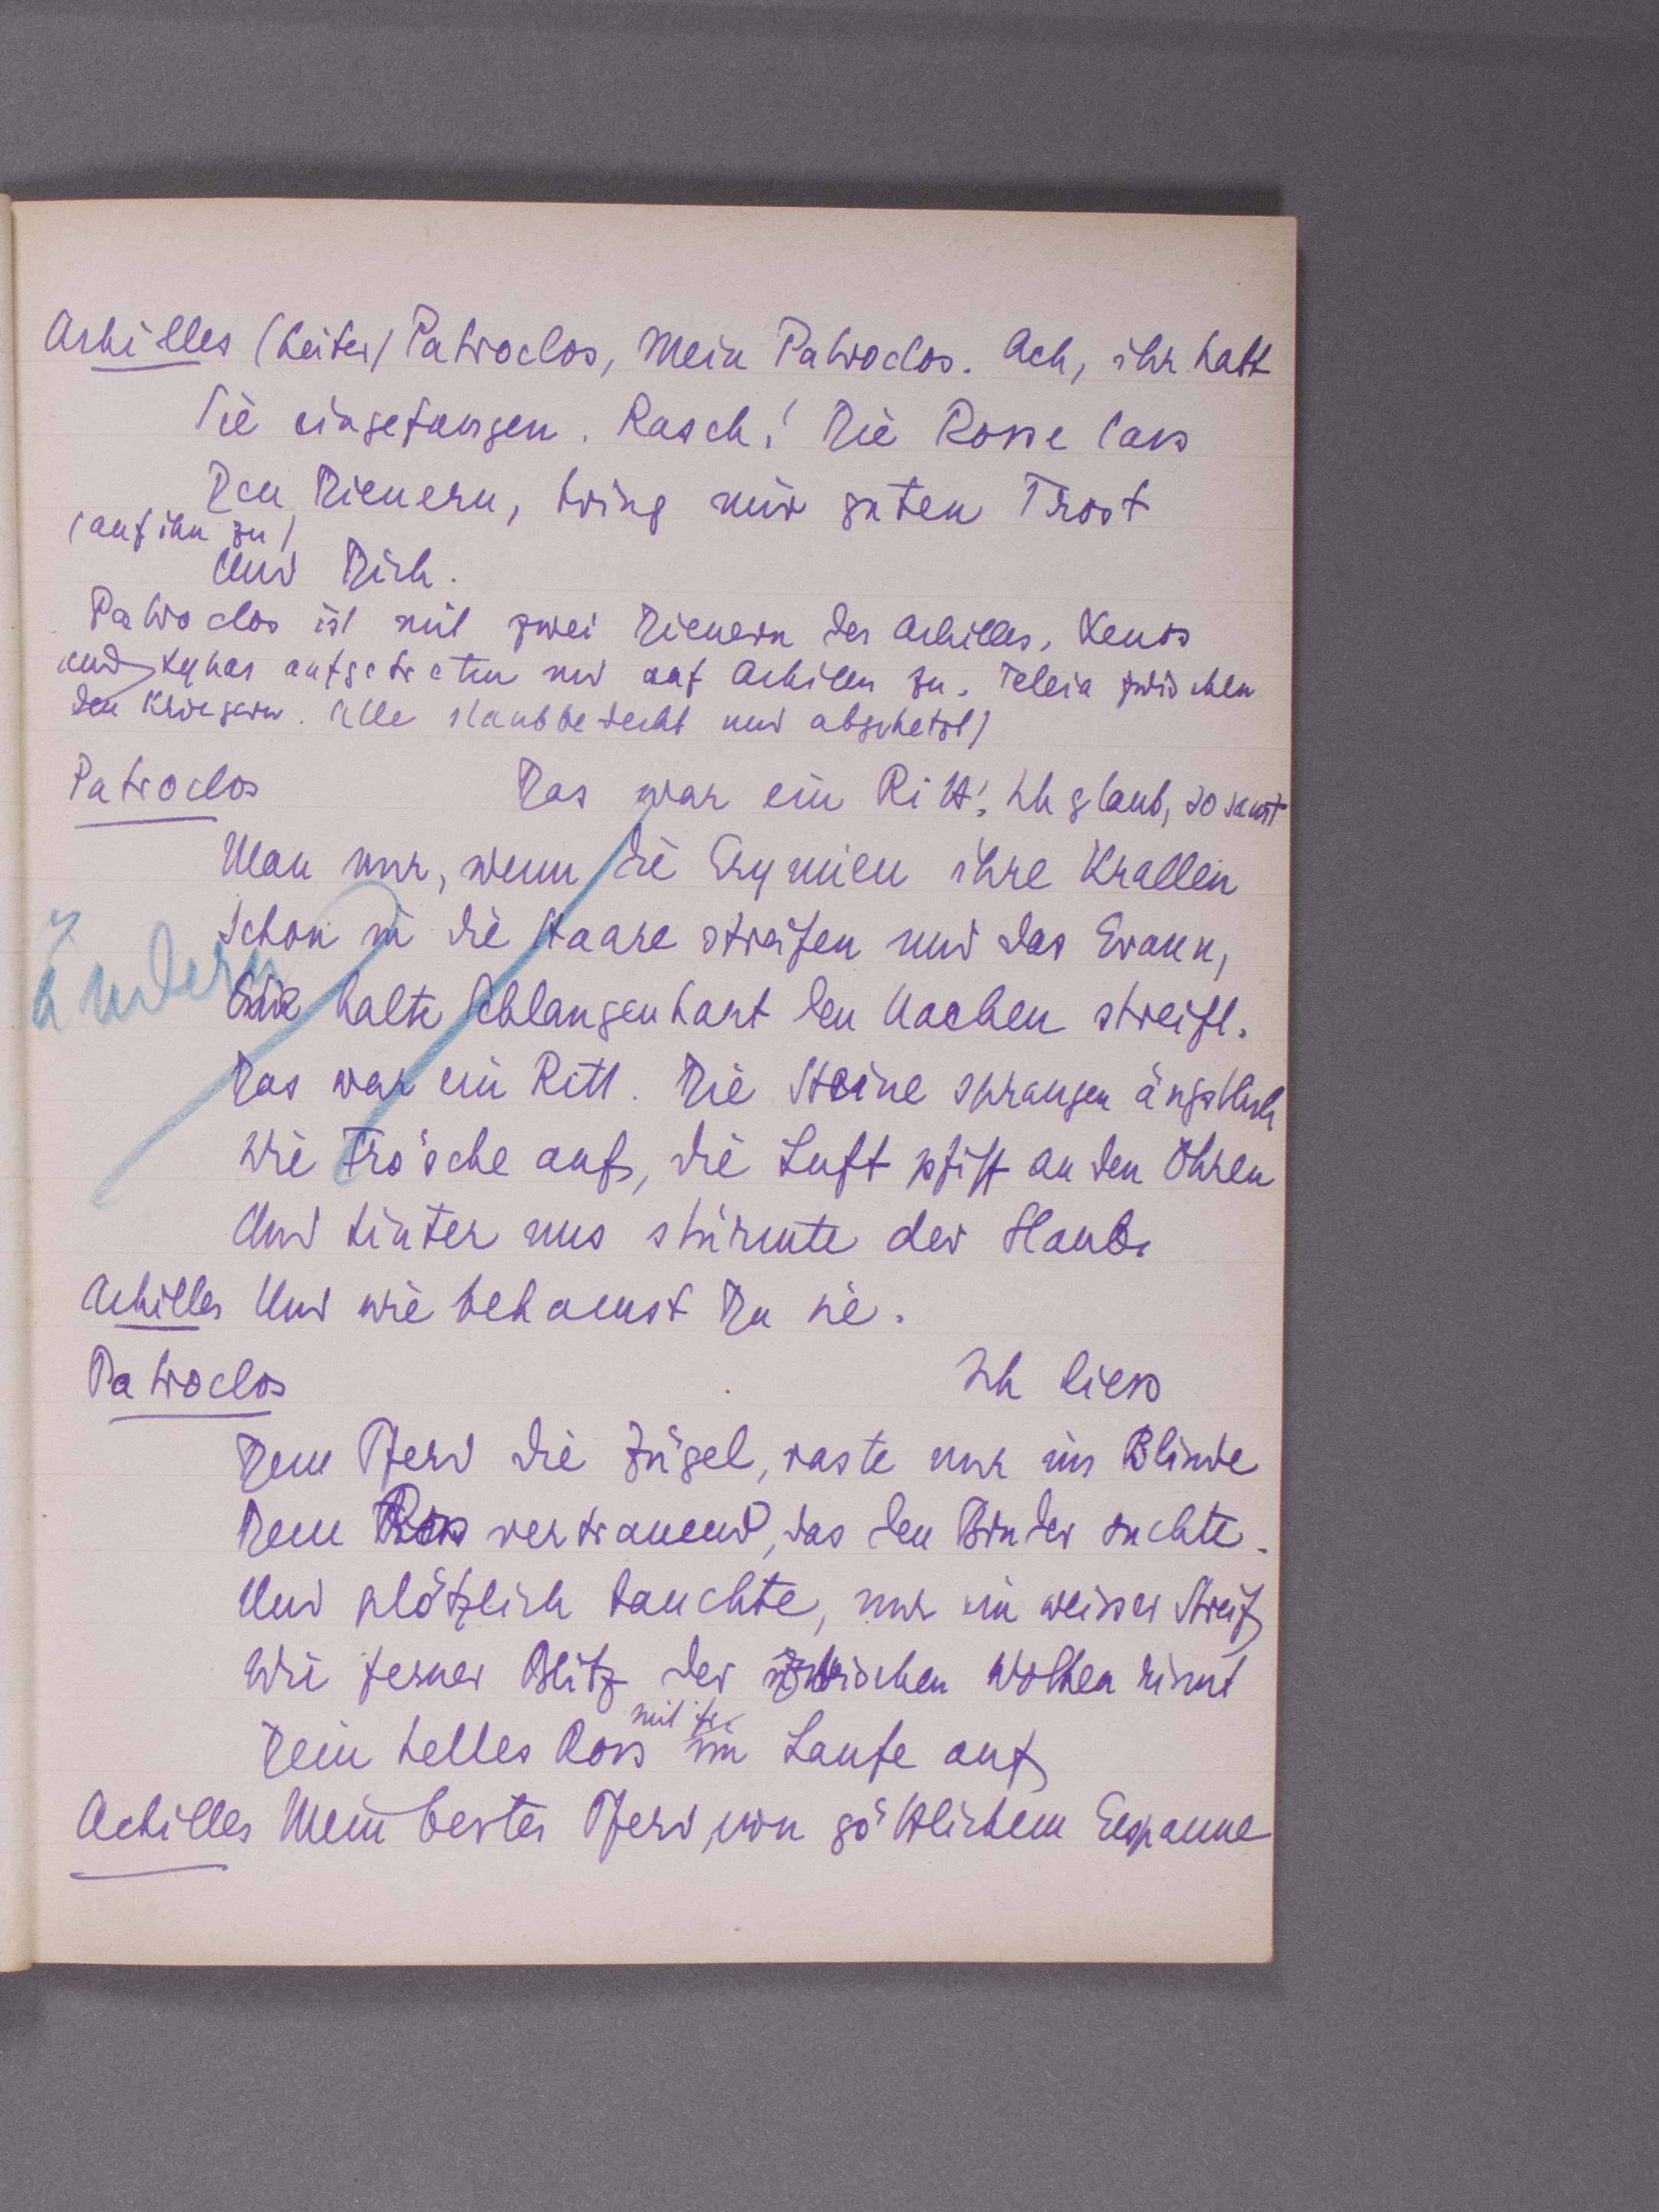 Achilles (heiter) Patroclos, mein Patroclos. Ach, ihr habt
Sie eingefangen. Rasch! Die Rosse lass
Den Dienern, bring mir guten Trost
(auf ihn zu)
Und Dich.
Patroclos ist mit zwei Dienern des Achilles, Xenos
und aufgetreten und auf Achilles zu. Teleia zwischen
den Kriegern. Alle staubbedeckt und abgehetzt)
Patroclos Das war ein Ritt! Ich glaub, so saust
Man nur, wenn die Erynnien ihre Krallen
Schon in die Haare streifen und das Graun,
ändern
kalte Schlangenhaut den Nacken streift.
Das war ein Ritt. Die Steine sprangen ängstlich
Wie Frösche auf, die Luft pfiff an den Ohren
Und hinter uns stürmte der Staub.
Achilles Und wie bekamst Du sie.
Patroclos Ich liess
Dem Pferd die Zügel, raste nur ins Blinde
Dem Ross vertrauend, das den Bruder suchte.
Und plötzlich tauchte, nur ein weisser Streif
Wie ferner Blitz der zwischen Wolken rinnt
Dein helles Ross im Laufe auf
mit ihr
Achilles Mein bestes Pferd, von göttlichem Gespanne